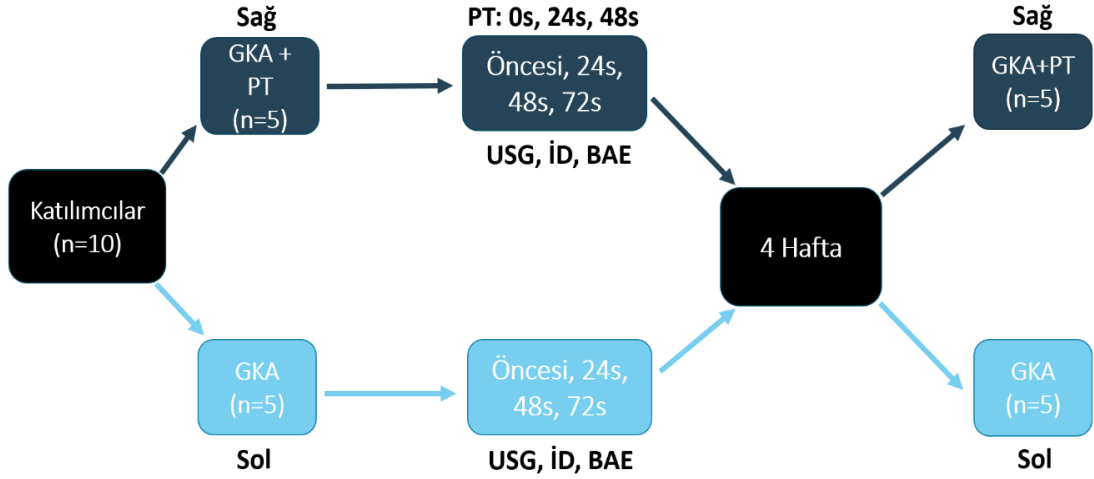 Sağ
GKA +
PT
(n=5)
PT: 0s, 24s, 48s
Öncesi, 24s,
48s, 72s
USG, İD, BAE
Sağ
GKA+PT
(n=5)
Katılımcılar
(n=10)
4 Hafta
GKA
(n=5)
Sol
Öncesi, 24s,
48s, 72s
USG, İD, BAE
GKA
(n=5)
Sol